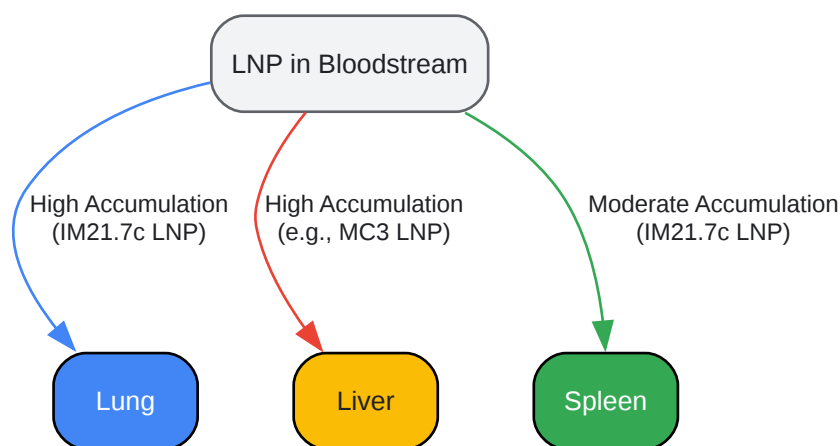 LNP in Bloodstream
High Accumulation
(IM21.7c LNP)
High Accumulation
(e.g., MC3 LNP)
Moderate Accumulation
(IM21.7c LNP)
Lung
Liver
Spleen